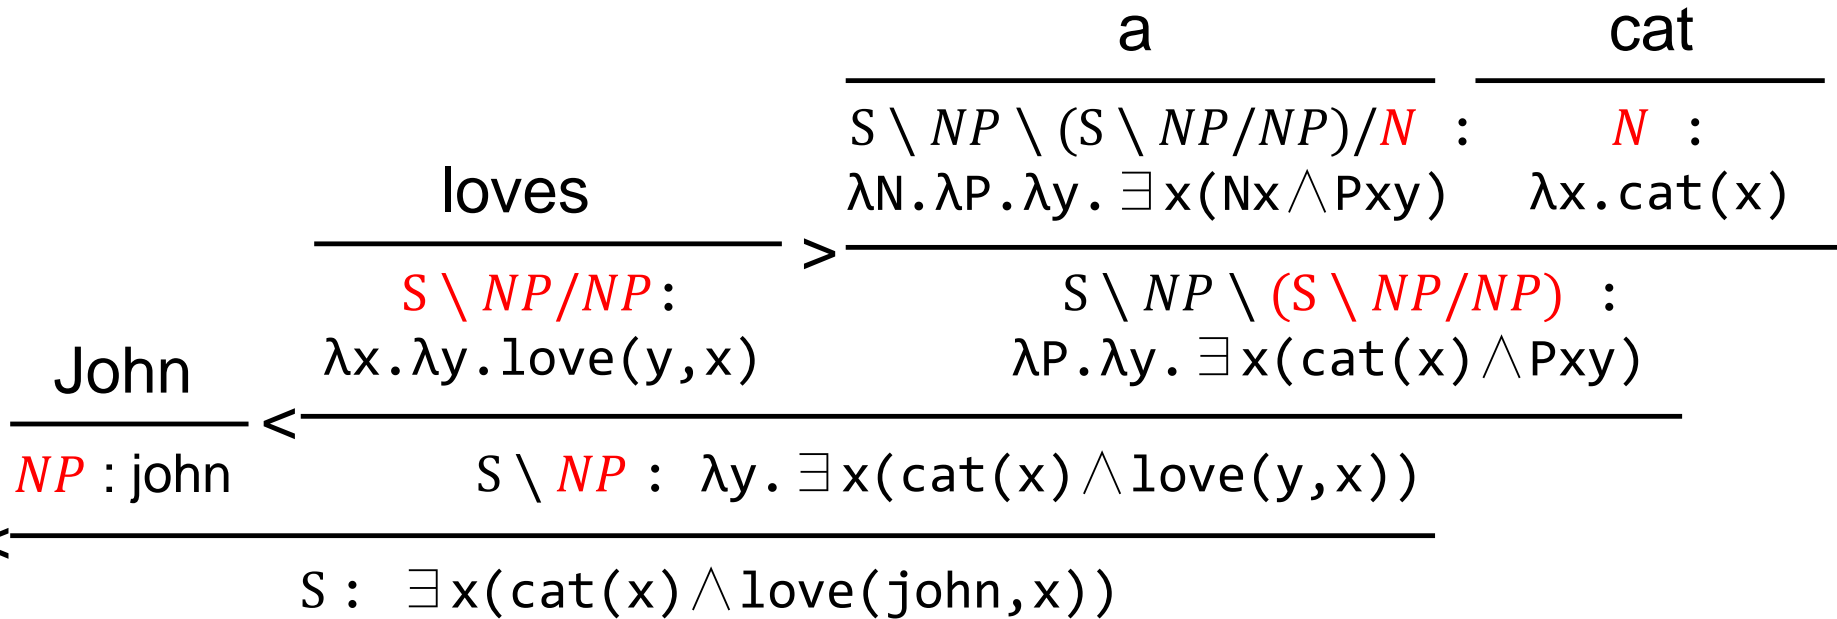 a cat
S \ NP \ (S \ NP/NP)/N : N :
λN.λP.λy.∃x(Nx∧Pxy) λx.cat(x)
loves
>
S \ NP/NP: S \ NP \ (S \ NP/NP) :
λx.λy.love(y,x) λP.λy.∃x(cat(x)∧Pxy)
John
<
NP : john S \ NP : λy.∃x(cat(x)∧love(y,x))
<
S : ∃x(cat(x)∧love(john,x))